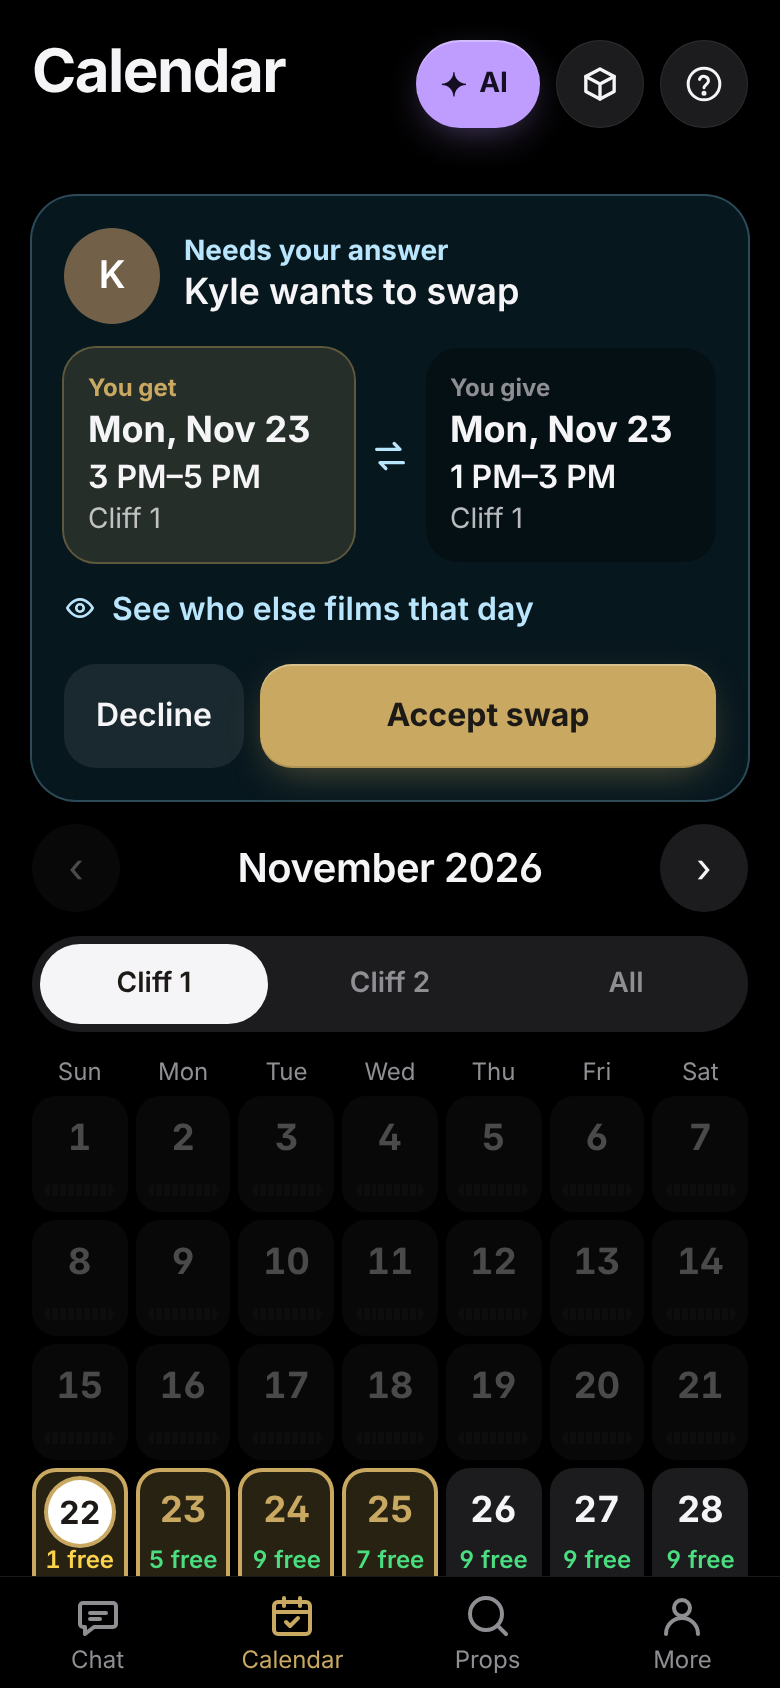 Calendar
AI
K
Needs your answer
Kyle wants to swap
You get
Mon, Nov 23
3 PM–5 PM
Cliff 1
You give
Mon, Nov 23
1 PM–3 PM
Cliff 1
See who else films that day
Decline
Accept swap
November 2026
Cliff 1 Cliff 2 All
Sun Mon Tue Wed Thu Fri Sat
1 2 3 4 5 6 7
8 9 10 11 12 13 14
15 16 17 18 19 20 21
22 23 24 25 26 27 28
1 free 5 free 9 free 7 free 9 free 9 free 9 free
Chat Calendar Props More